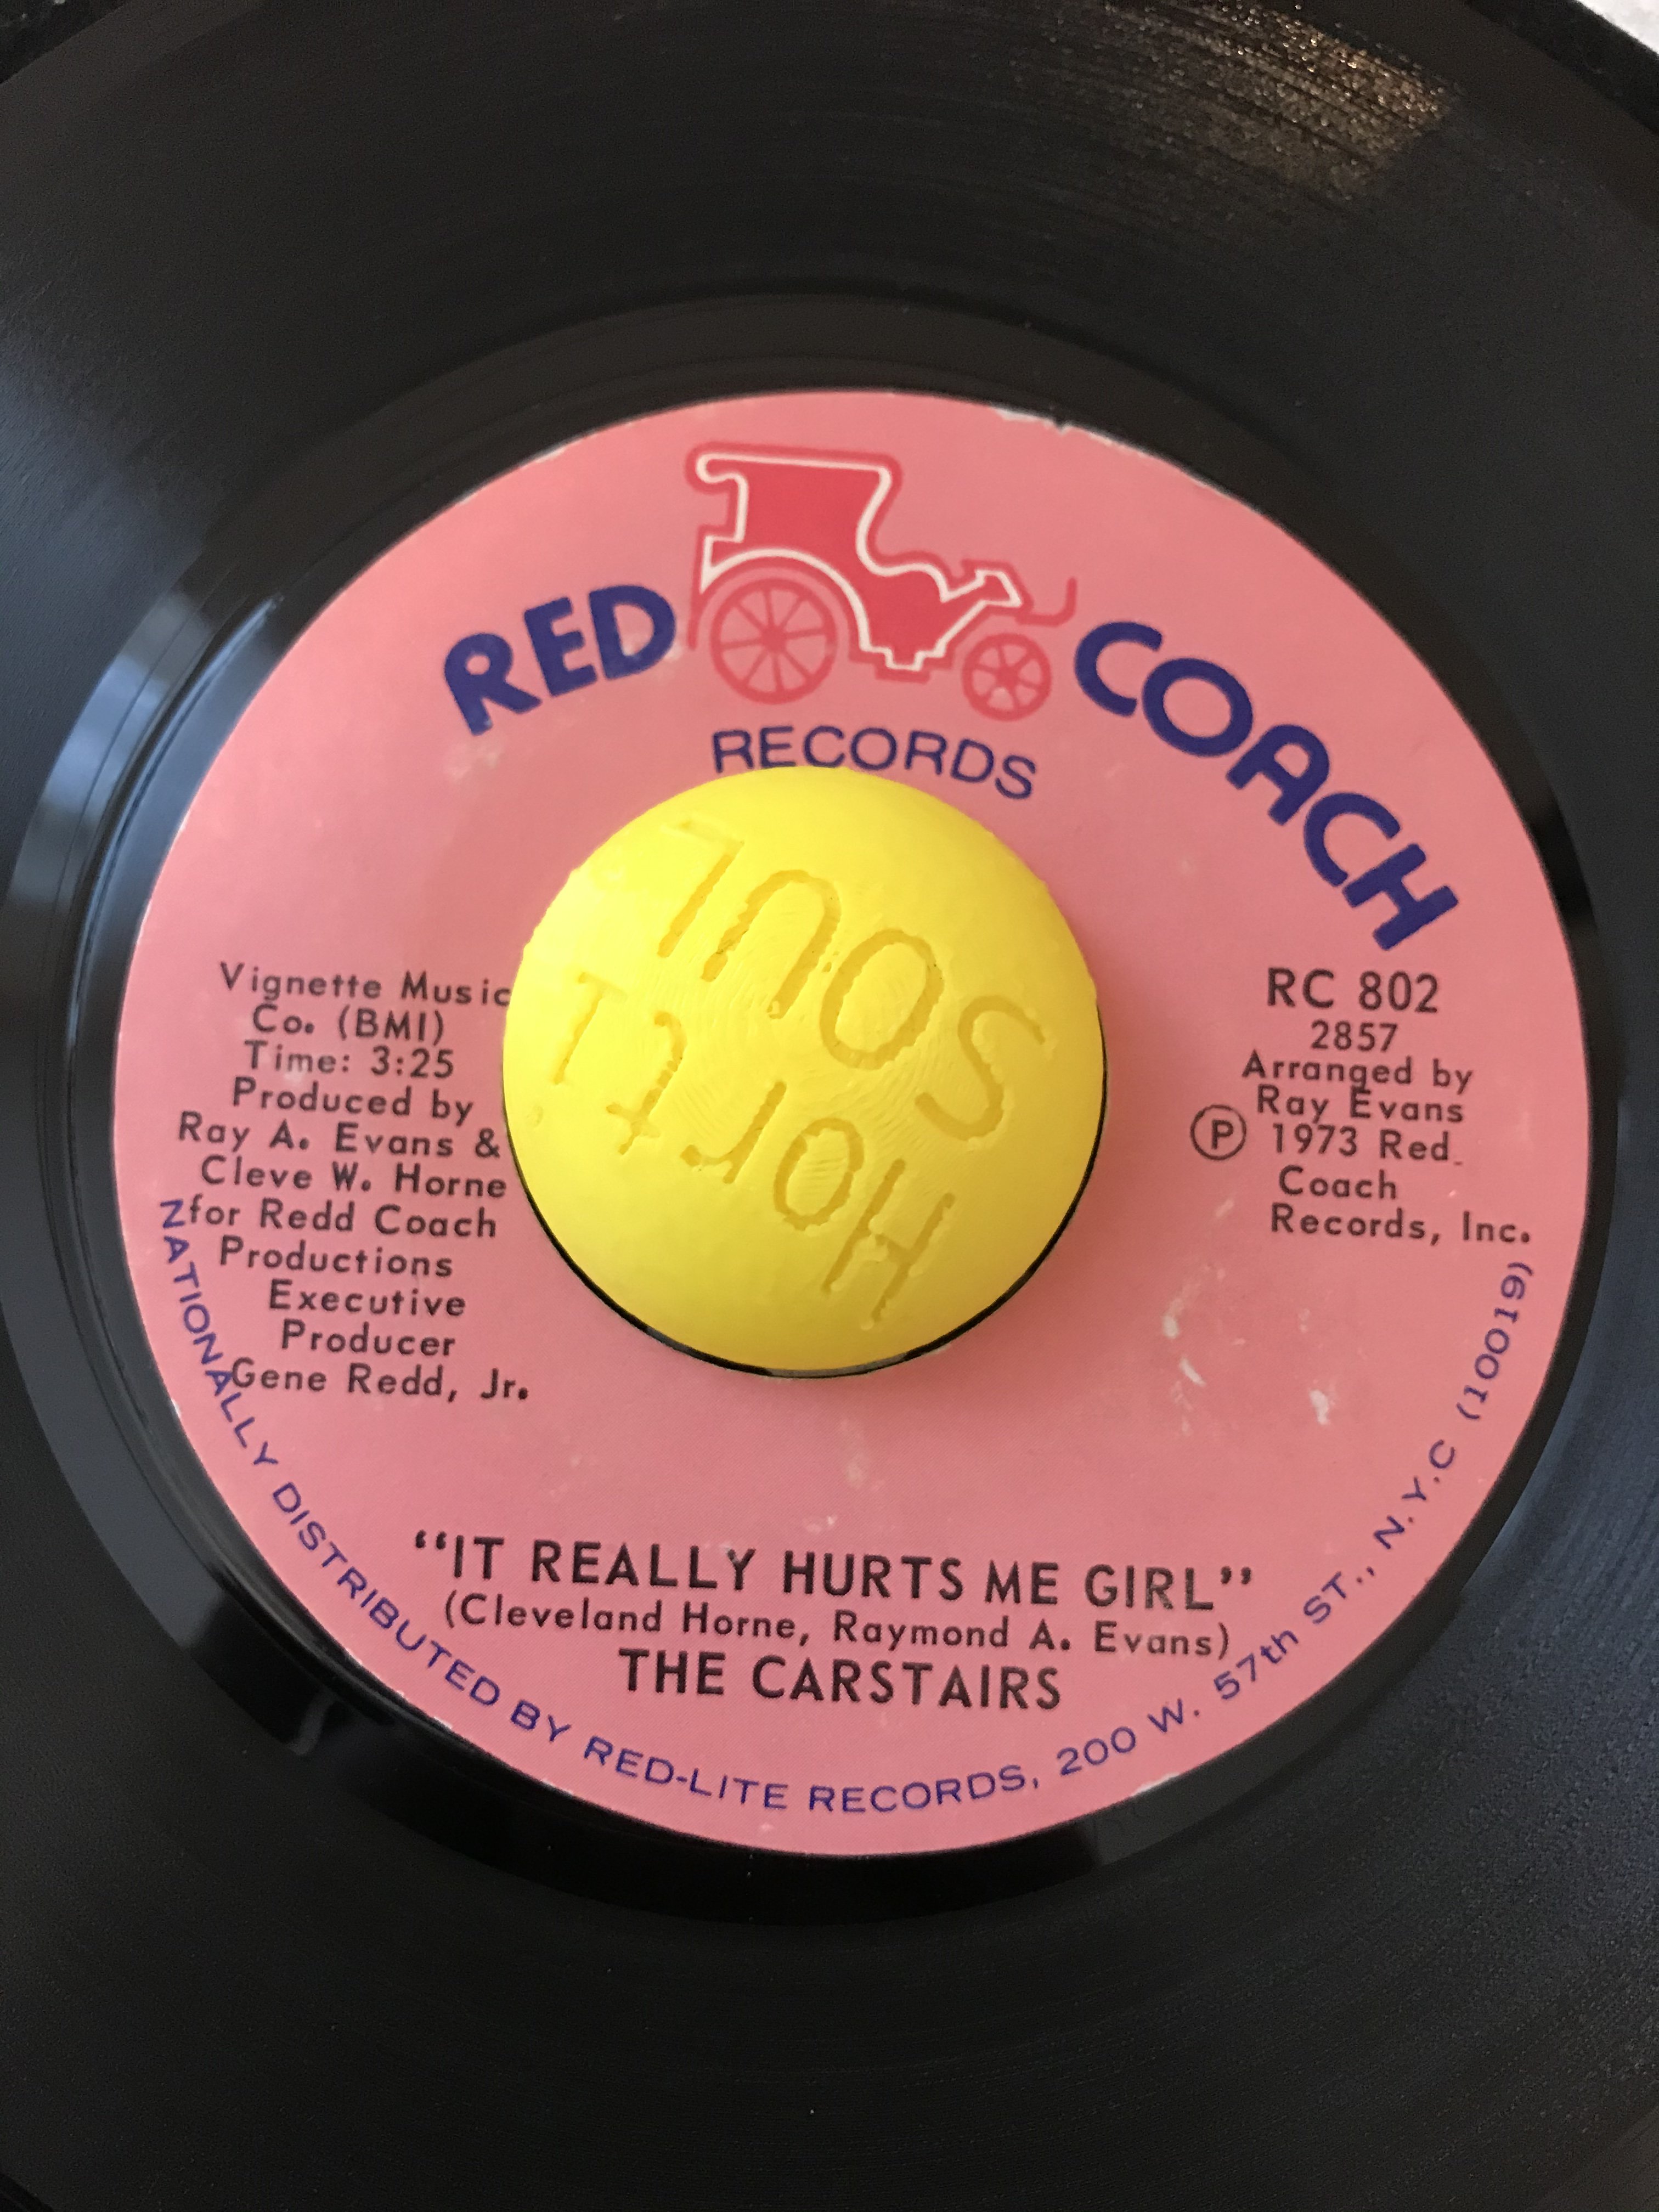 RED COACH
RECORDS
SOUL
Vignette Music
Co. (BMI)
Time: 3:25
Produced by
Ray A. Evans &
Cleve W. Horne
for Redd Coach
Productions
Executive
Producer
Gene Redd, Jr.
RC 802
2857
Arranged by
Ray Evans
Ⓟ 1973 Red
Coach
Records, Inc.
“IT REALLY HURTS ME GIRL”
(Cleveland Horne, Raymond A. Evans)
THE CARSTAIRS
NATIONALLY DISTRIBUTED BY RED-LITE RECORDS, 200 W. 57th ST., N.Y.C (10019)